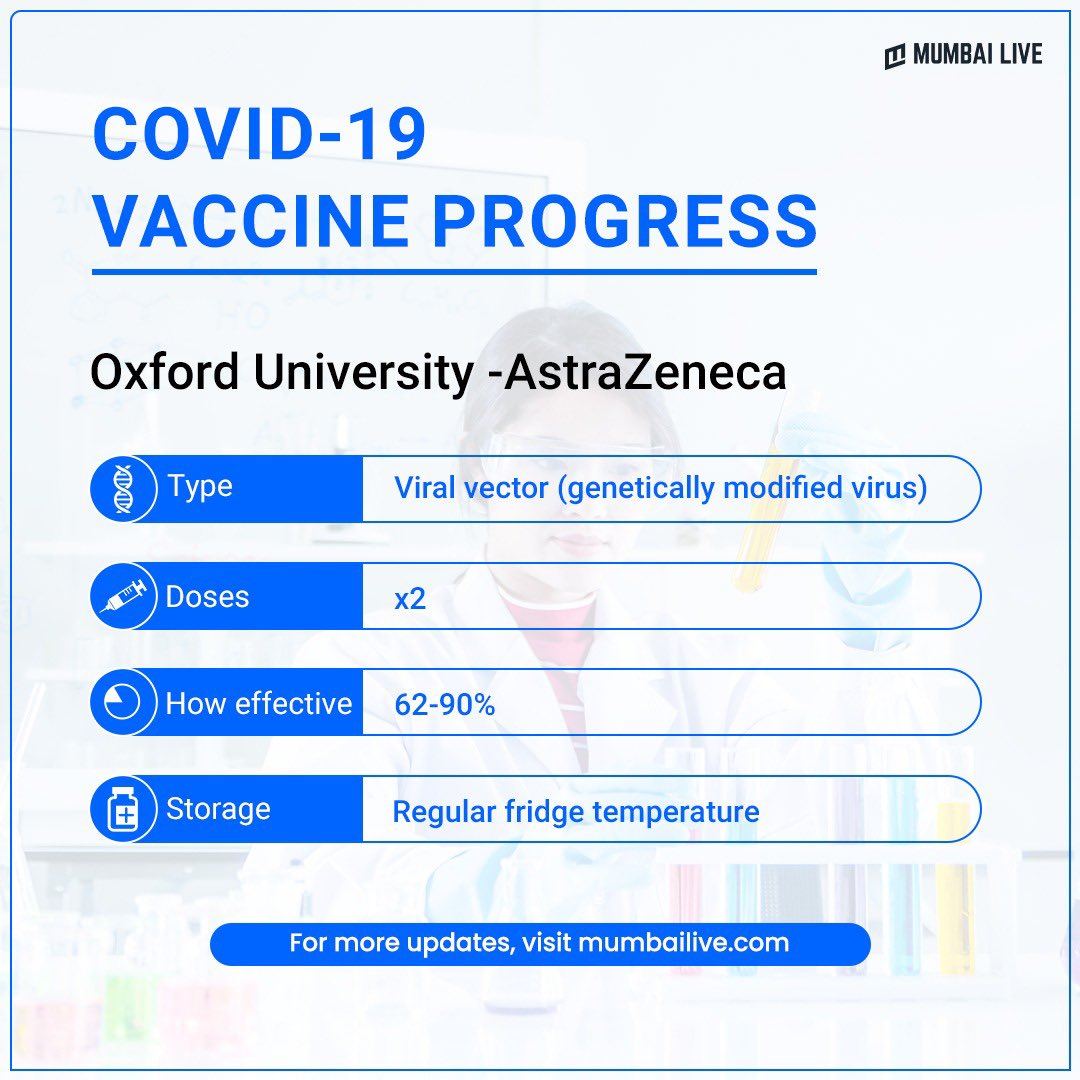 MUMBAI LIVE
COVID-19
VACCINE PROGRESS
Oxford University -AstraZeneca
Type Viral vector (genetically modified virus)
Doses x2
How effective 62-90%
Storage Regular fridge temperature
For more updates, visit mumbailive.com